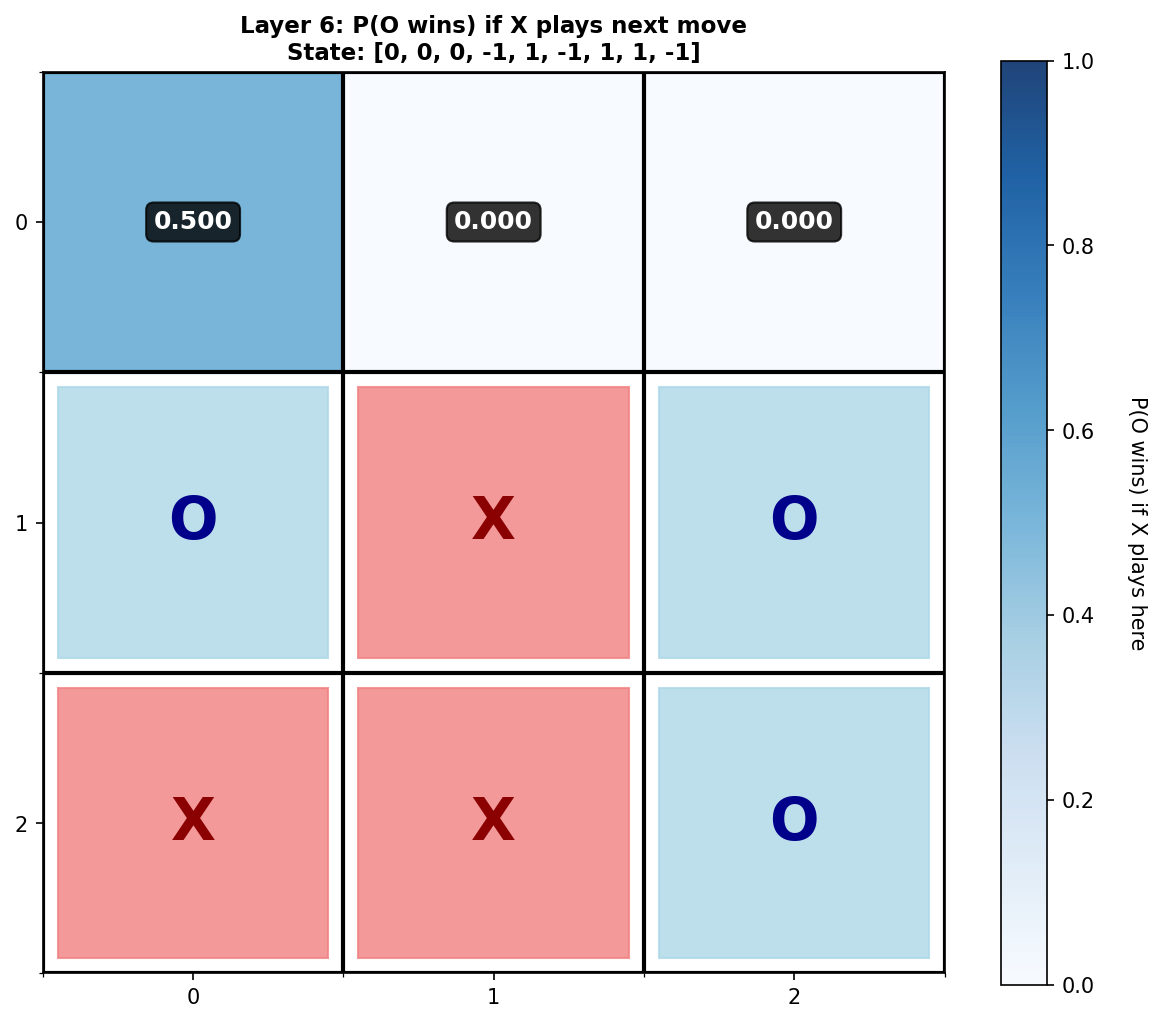 Layer 6: P(O wins) if X plays next move
State: [0, 0, 0, -1, 1, -1, 1, 1, -1]
0
0.500
0.000
0.000
1
O
X
O
2
X
X
O
0
1
2
1.0
0.8
0.6
0.4
0.2
0.0
P(O wins) if X plays here